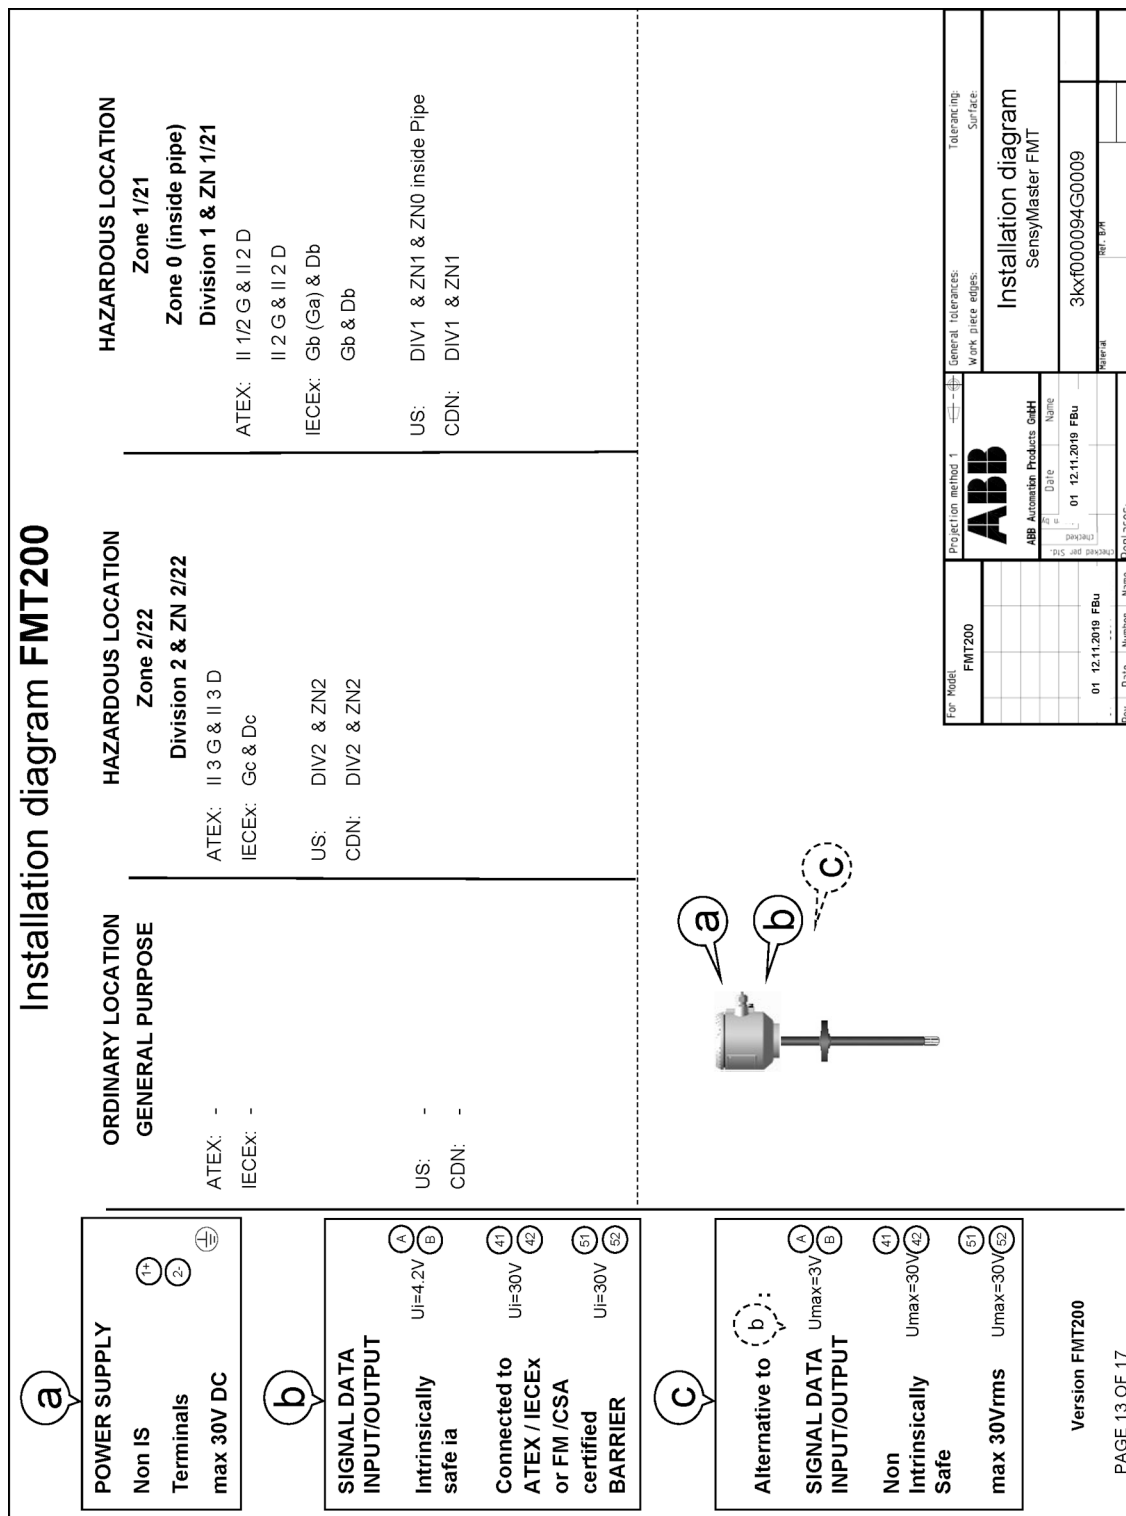 Installation diagram FMT200
a
POWER SUPPLY
Non IS
1+
Terminals
2-
max 30V DC
b
SIGNAL DATA
INPUT/OUTPUT
Intrinsically
safe ia
Ui=4.2V
A
B
Connected to
ATEX / IECEx
or FM /CSA
certified
BARRIER
Ui=30V
41
42
Ui=30V
51
52
c
Alternative to b :
SIGNAL DATA
INPUT/OUTPUT
Umax=3V
A
B
Non
Intrinsically
Safe
Umax=30V
41
42
max 30Vrms
Umax=30V
51
52
Version FMT200
PAGE 13 OF 17
ORDINARY LOCATION
GENERAL PURPOSE
ATEX: -
IECEx: -
US: -
CDN: -
HAZARDOUS LOCATION
Zone 2/22
Division 2 & ZN 2/22
ATEX: II 3 G & II 3 D
IECEx: Gc & Dc
US: DIV2 & ZN2
CDN: DIV2 & ZN2
HAZARDOUS LOCATION
Zone 1/21
Zone 0 (inside pipe)
Division 1 & ZN 1/21
ATEX: II 1/2 G & II 2 D
II 2 G & II 2 D
IECEx: Gb (Ga) & Db
Gb & Db
US: DIV1 & ZN1 & ZN0 inside Pipe
CDN: DIV1 & ZN1
a
b
c
For Model
FMT200
01 12.11.2019 FBu
Projection method 1
ABB
ABB Automation Products GmbH
Date Name
01 12.11.2019 FBu
checked
checked per Std.
General tolerances:
Tolerancing:
Work piece edges:
Surface:
Installation diagram
SensyMaster FMT
3kxf000094G0009
Material
Ref. B/M